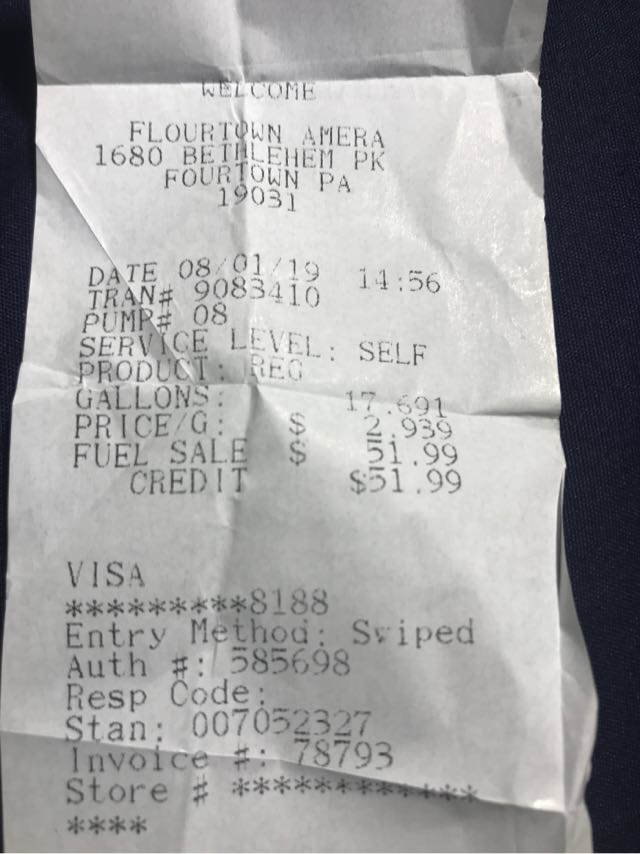 WELCOME
FLOURTOWN AMERA
1680 BETHLEHEM PK
FOURTOWN PA
19031
DATE 08/01/19 14:56
TRAN# 9083410
PUMP# 08
SERVICE LEVEL: SELF
PRODUCT: REG
GALLONS: 17.691
PRICE/G: $ 2.939
FUEL SALE $ 51.99
CREDIT $51.99
VISA
*********8188
Entry Method: Swiped
Auth #: 585698
Resp Code:
Stan: 007052327
Invoice #: 78793
Store # ************
****